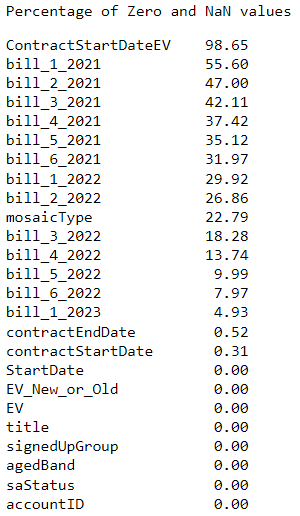 Percentage of Zero and NaN values
ContractStartDateEV 98.65
bill_1_2021 55.60
bill_2_2021 47.00
bill_3_2021 42.11
bill_4_2021 37.42
bill_5_2021 35.12
bill_6_2021 31.97
bill_1_2022 29.92
bill_2_2022 26.86
mosaicType 22.79
bill_3_2022 18.28
bill_4_2022 13.74
bill_5_2022 9.99
bill_6_2022 7.97
bill_1_2023 4.93
contractEndDate 0.52
contractStartDate 0.31
StartDate 0.00
EV_New_or_Old 0.00
EV 0.00
title 0.00
signedUpGroup 0.00
agedBand 0.00
saStatus 0.00
accountID 0.00